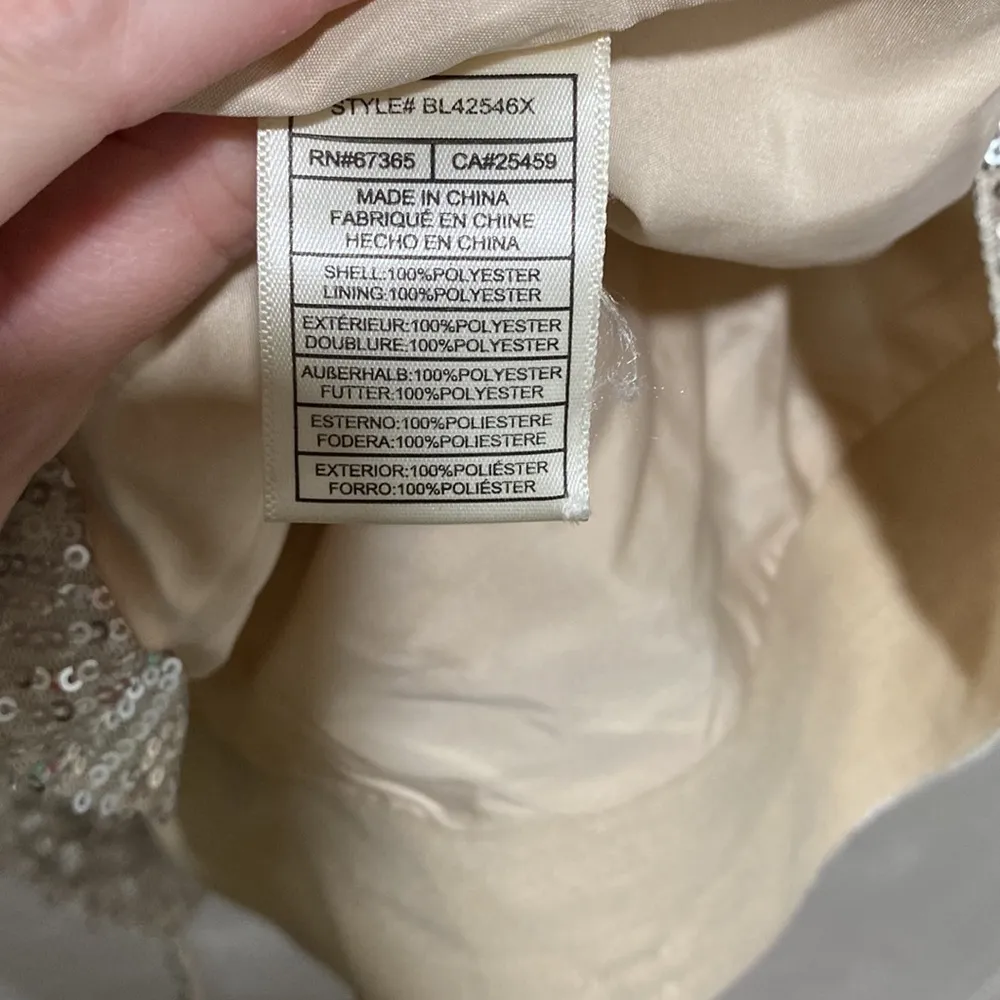 STYLE# BL42546X
RN#67365 CA#25459
MADE IN CHINA
FABRIQUÉ EN CHINE
HECHO EN CHINA
SHELL:100%POLYESTER
LINING:100%POLYESTER
EXTÉRIEUR:100%POLYESTER
DOUBLURE:100%POLYESTER
AUßERHALB:100%POLYESTER
FUTTER:100%POLYESTER
ESTERNO:100%POLIESTERE
FODERA:100%POLIESTERE
EXTERIOR:100%POLIÉSTER
FORRO:100%POLIÉSTER